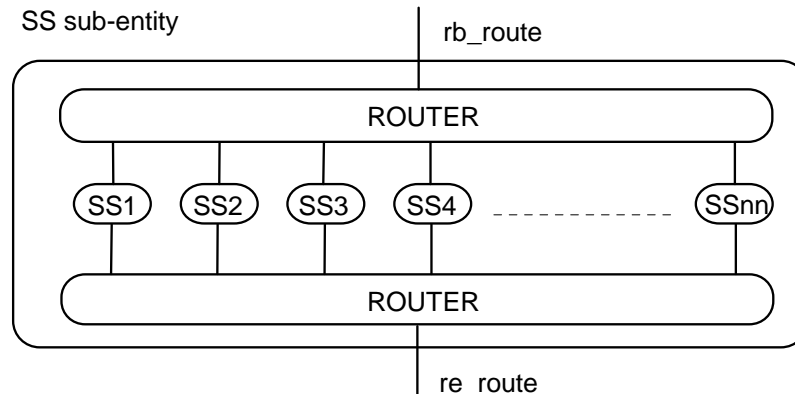 SS sub-entity
rb_route
ROUTER
SS1 SS2 SS3 SS4 SSnn
ROUTER
re_route